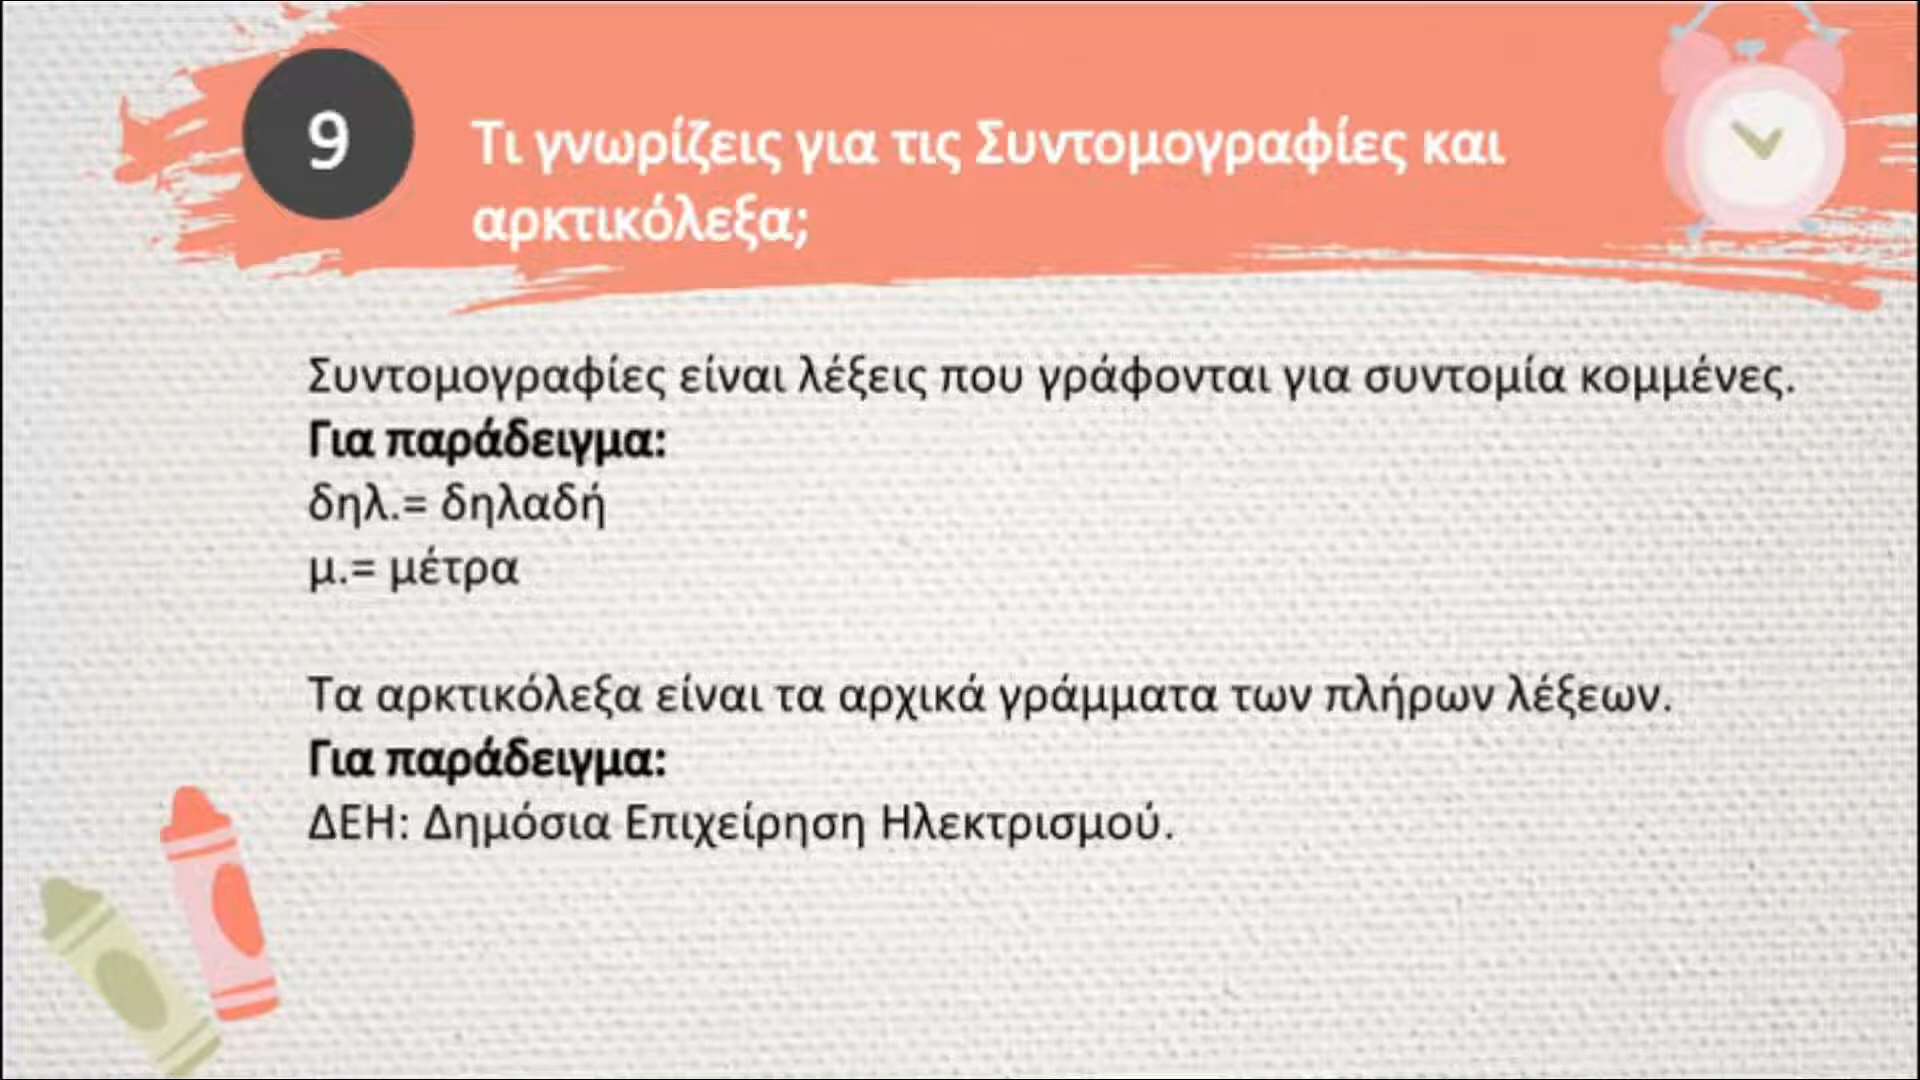 9
Τι γνωρίζεις για τις Συντομογραφίες και
αρκτικόλεξα;
Συντομογραφίες είναι λέξεις που γράφονται για συντομία κομμένες.
Για παράδειγμα:
δηλ.= δηλαδή
μ.= μέτρα
Τα αρκτικόλεξα είναι τα αρχικά γράμματα των πλήρων λέξεων.
Για παράδειγμα:
ΔΕΗ: Δημόσια Επιχείρηση Ηλεκτρισμού.